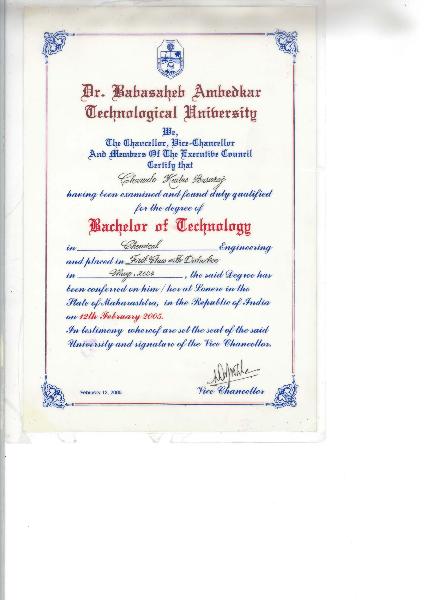 Dr. Babasaheb Ambedkar
Technological University
We,
The Chancellor, Vice-Chancellor
And Members Of The Executive Council
Certify that
having been examined and found duty qualified
for the degree of
Bachelor of Technology
in Chemical Engineering
and placed in First Class with Distinction
in May, 2004, the said Degree has
been conferred on him / her at Lonere in the
State of Maharashtra, in the Republic of India
on 12th February 2005.
In testimony whereof are set the seal of the said
University and signature of the Vice Chancellor.
February 12, 2005
Vice Chancellor